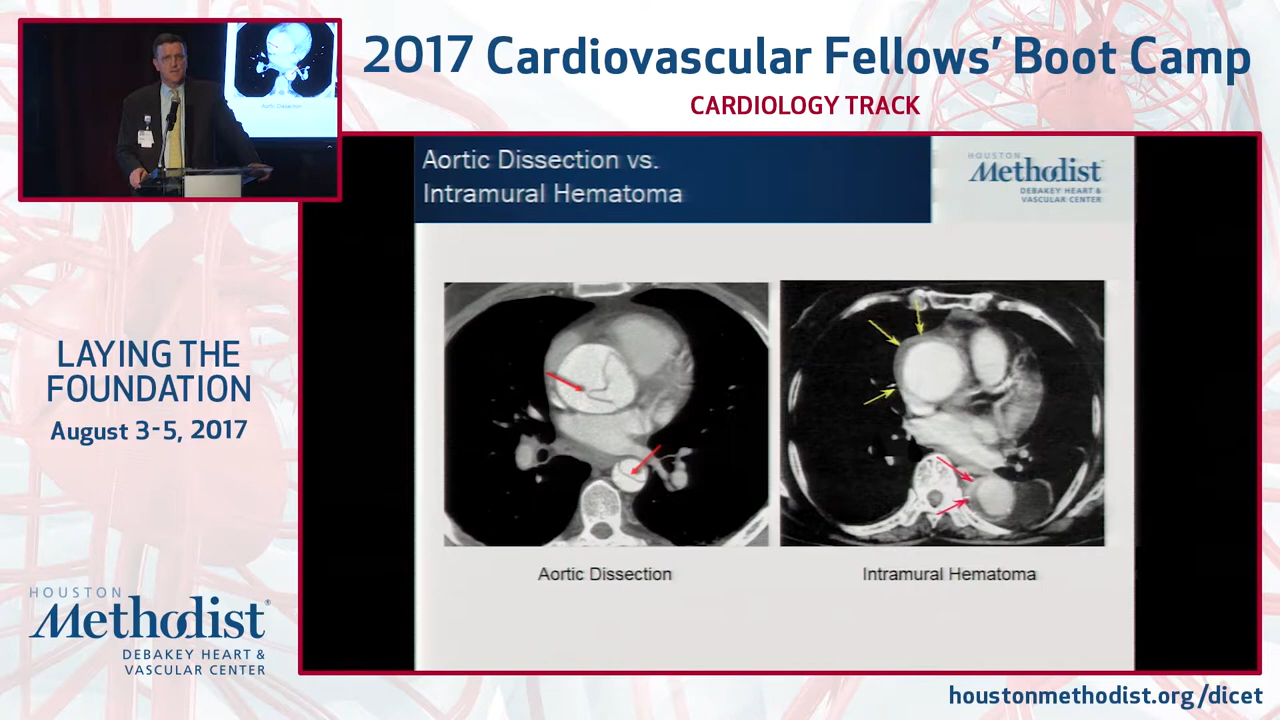 2017 Cardiovascular Fellows’ Boot Camp
CARDIOLOGY TRACK
Aortic Dissection
Aortic Dissection vs.
Intramural Hematoma
HOUSTON
Methodist
DEBAKEY HEART &
VASCULAR CENTER
Aortic Dissection
Intramural Hematoma
LAYING THE
FOUNDATION
August 3-5, 2017
HOUSTON
Methodist®
DEBAKEY HEART &
VASCULAR CENTER
houstonmethodist.org/dicet